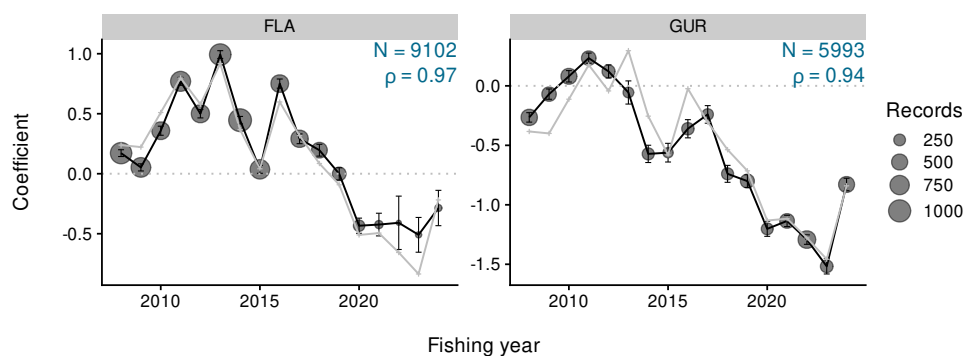 FLA
GUR
N = 9102
ρ = 0.97
N = 5993
ρ = 0.94
1.0
0.5
0.0
-0.5
0.0
-0.5
-1.0
-1.5
Coefficient
2010 2015 2020
2010 2015 2020
Fishing year
Records
250
500
750
1000